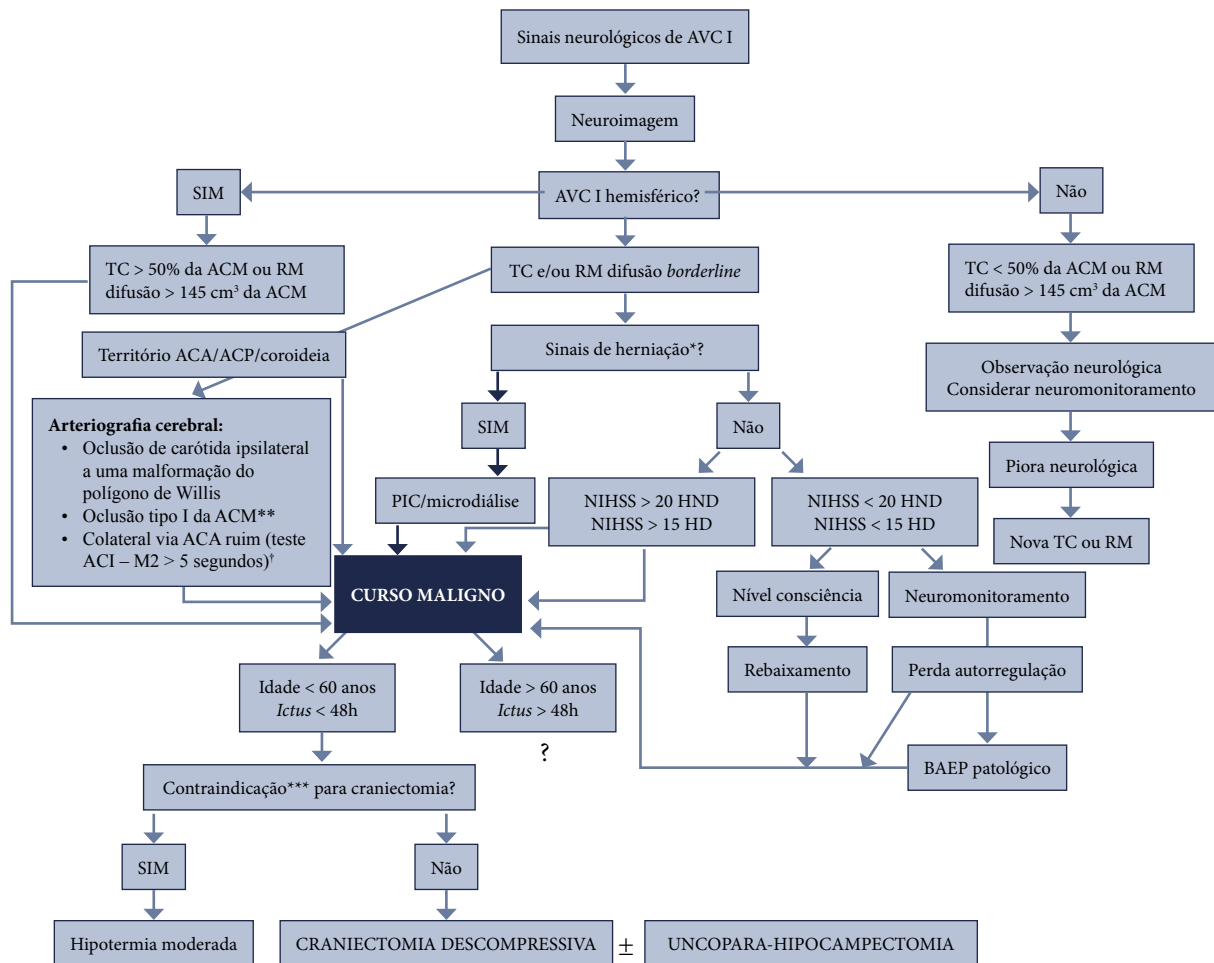 Sinais neurológicos de AVC I
Neuroimagem
SIM
AVC I hemisférico?
Não
TC > 50% da ACM ou RM
difusão > 145 cm³ da ACM
TC e/ou RM difusão borderline
TC < 50% da ACM ou RM
difusão > 145 cm³ da ACM
Território ACA/ACP/coroideia
Sinais de herniação*?
Observação neurológica
Considerar neuromonitoramento
Arteriografia cerebral:
• Oclusão de carótida ipsilateral
a uma malformação do
polígono de Willis
• Oclusão tipo I da ACM**
• Colateral via ACA ruim (teste
ACI – M2 > 5 segundos)†
SIM
Não
Piora neurológica
PIC/microdiálise
NIHSS > 20 HND
NIHSS > 15 HD
NIHSS < 20 HND
NIHSS < 15 HD
Nova TC ou RM
CURSO MALIGNO
Nível consciência
Neuromonitoramento
Idade < 60 anos
Ictus < 48h
Idade > 60 anos
Ictus > 48h
Rebaixamento
Perda autorregulação
?
BAEP patológico
Contraindicação*** para craniectomia?
SIM
Não
Hipotermia moderada
CRANIECTOMIA DESCOMPRESSIVA
±
UNCOPARA-HIPOCAMPECTOMIA